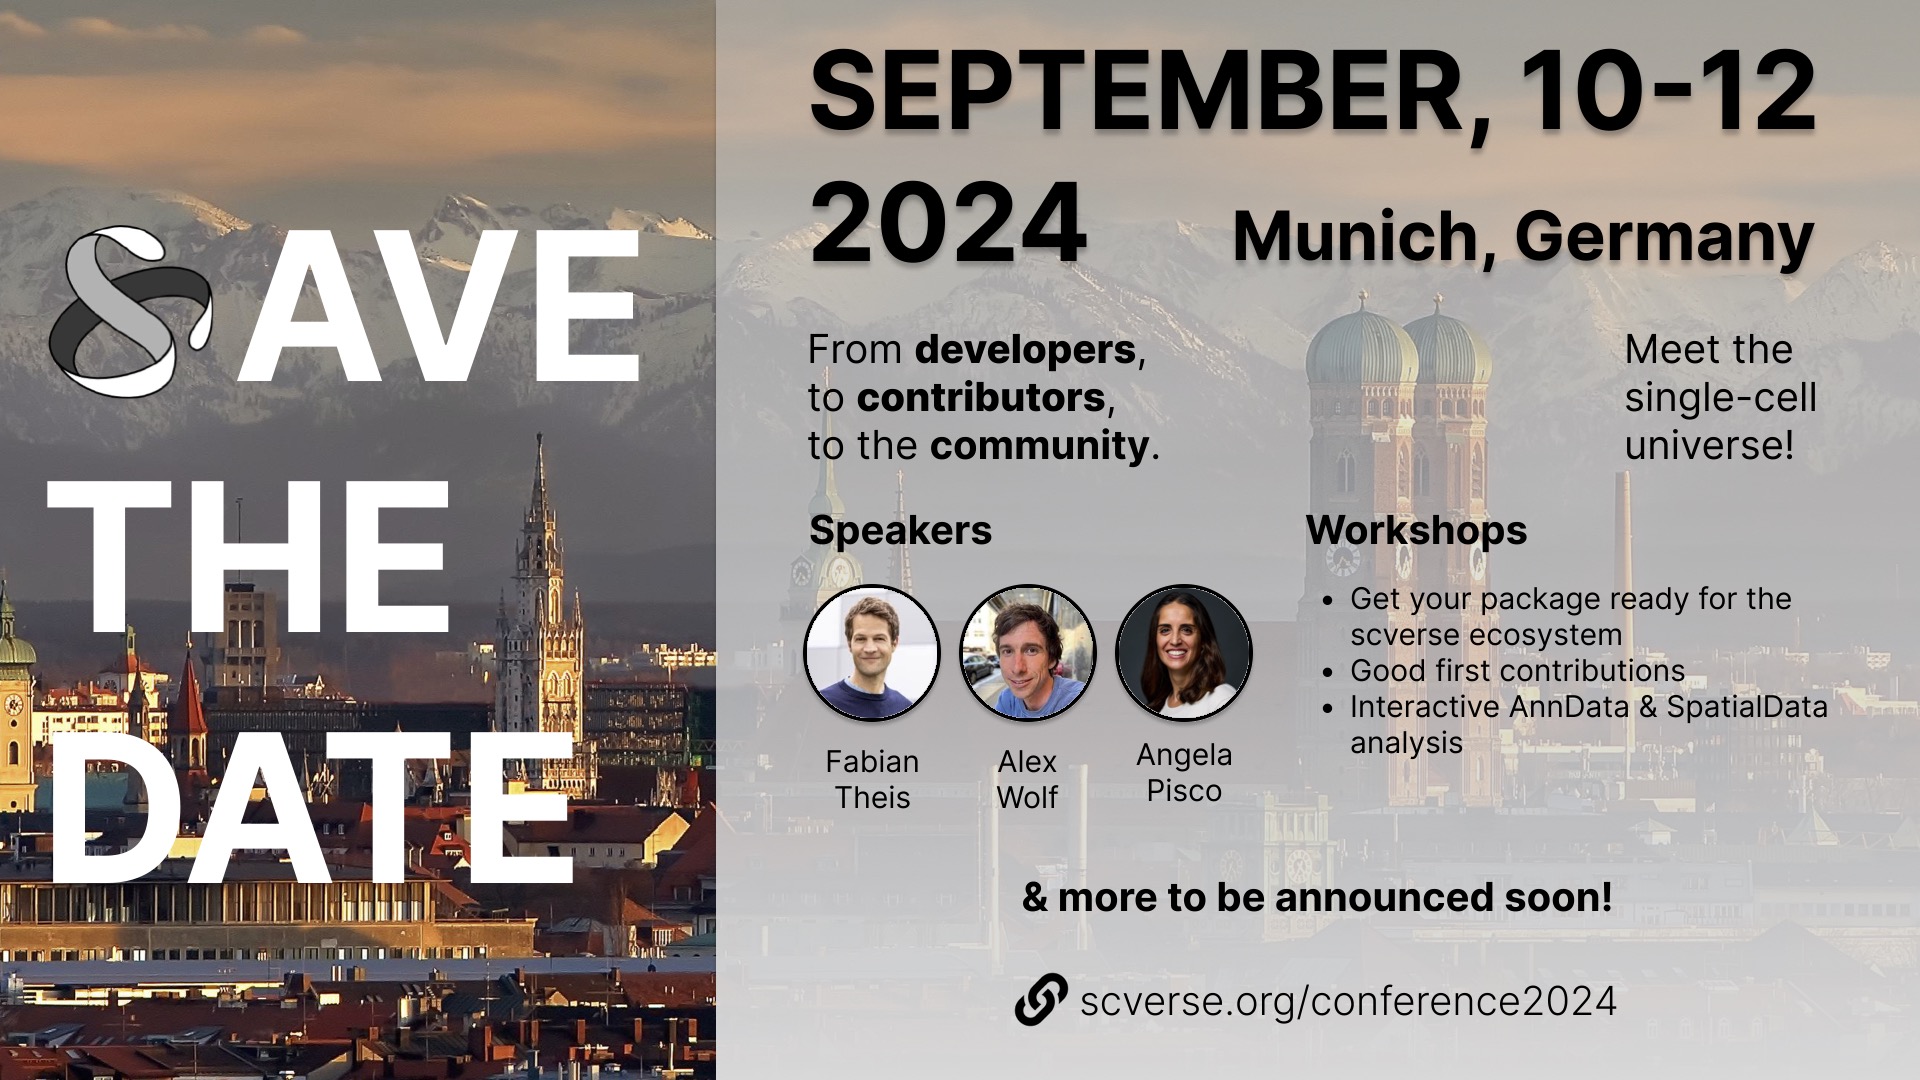 SAVE
THE
DATE
SEPTEMBER, 10-12
2024
Munich, Germany
From developers,
to contributors,
to the community.
Meet the
single-cell
universe!
Speakers
Fabian
Theis
Alex
Wolf
Angela
Pisco
Workshops
• Get your package ready for the
scverse ecosystem
• Good first contributions
• Interactive AnnData & SpatialData
analysis
& more to be announced soon!
scverse.org/conference2024